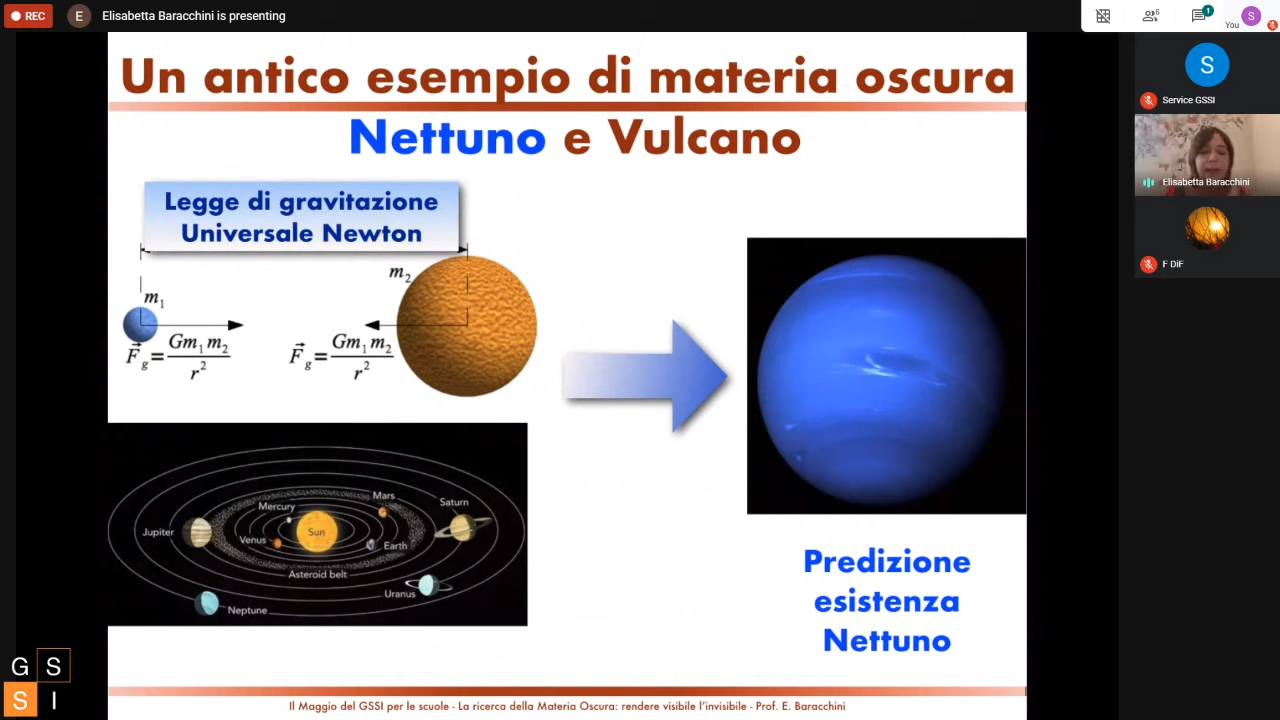 REC
E
Elisabetta Baracchini is presenting
6
1
S
You
Un antico esempio di materia oscura
Nettuno e Vulcano
Legge di gravitazione
Universale Newton
m₂
m₁
F⃗g = Gm₁m₂ / r²
F⃗g = Gm₁m₂ / r²
Mars
Saturn
Mercury
Jupiter
Sun
Venus
Earth
Asteroid belt
Uranus
Neptune
Predizione
esistenza
Nettuno
Il Maggio del GSSI per le scuole - La ricerca della Materia Oscura: rendere visibile l'invisibile - Prof. E. Baracchini
G S
S I
S
Service GSSI
Elisabetta Baracchini
F DiF